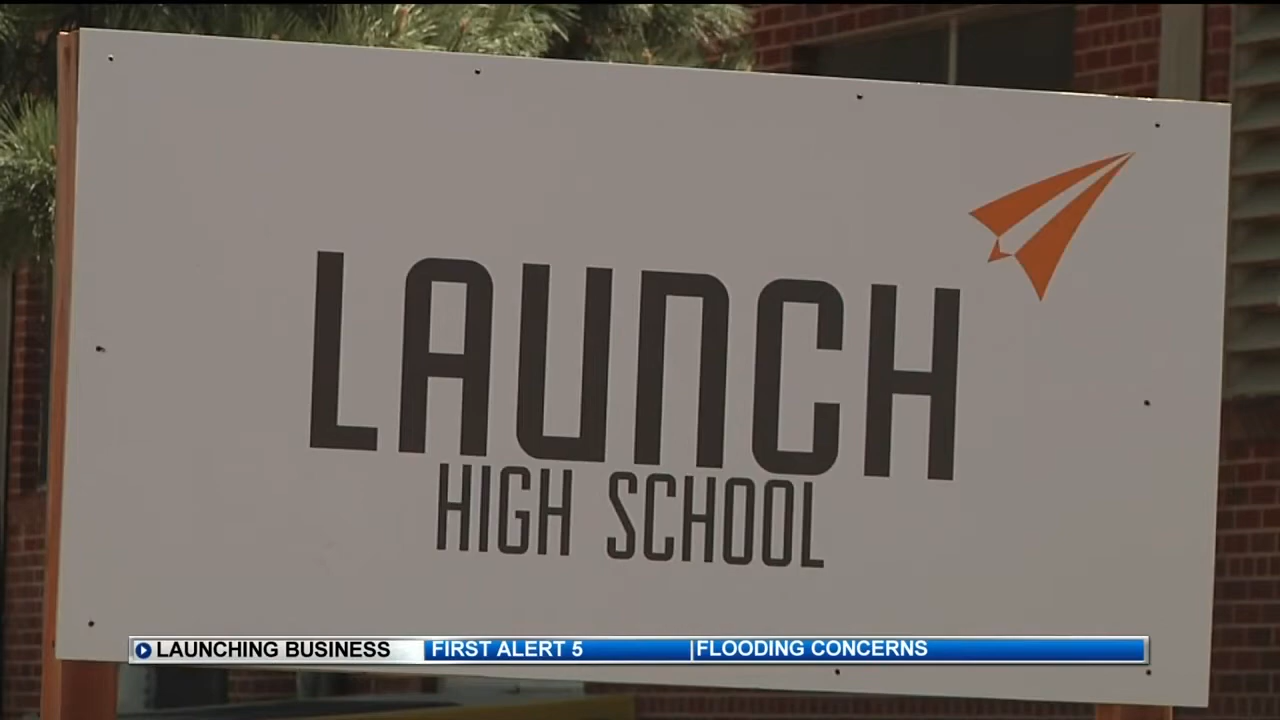 LAUNCH
HIGH SCHOOL
LAUNCHING BUSINESS FIRST ALERT 5 |FLOODING CONCERNS